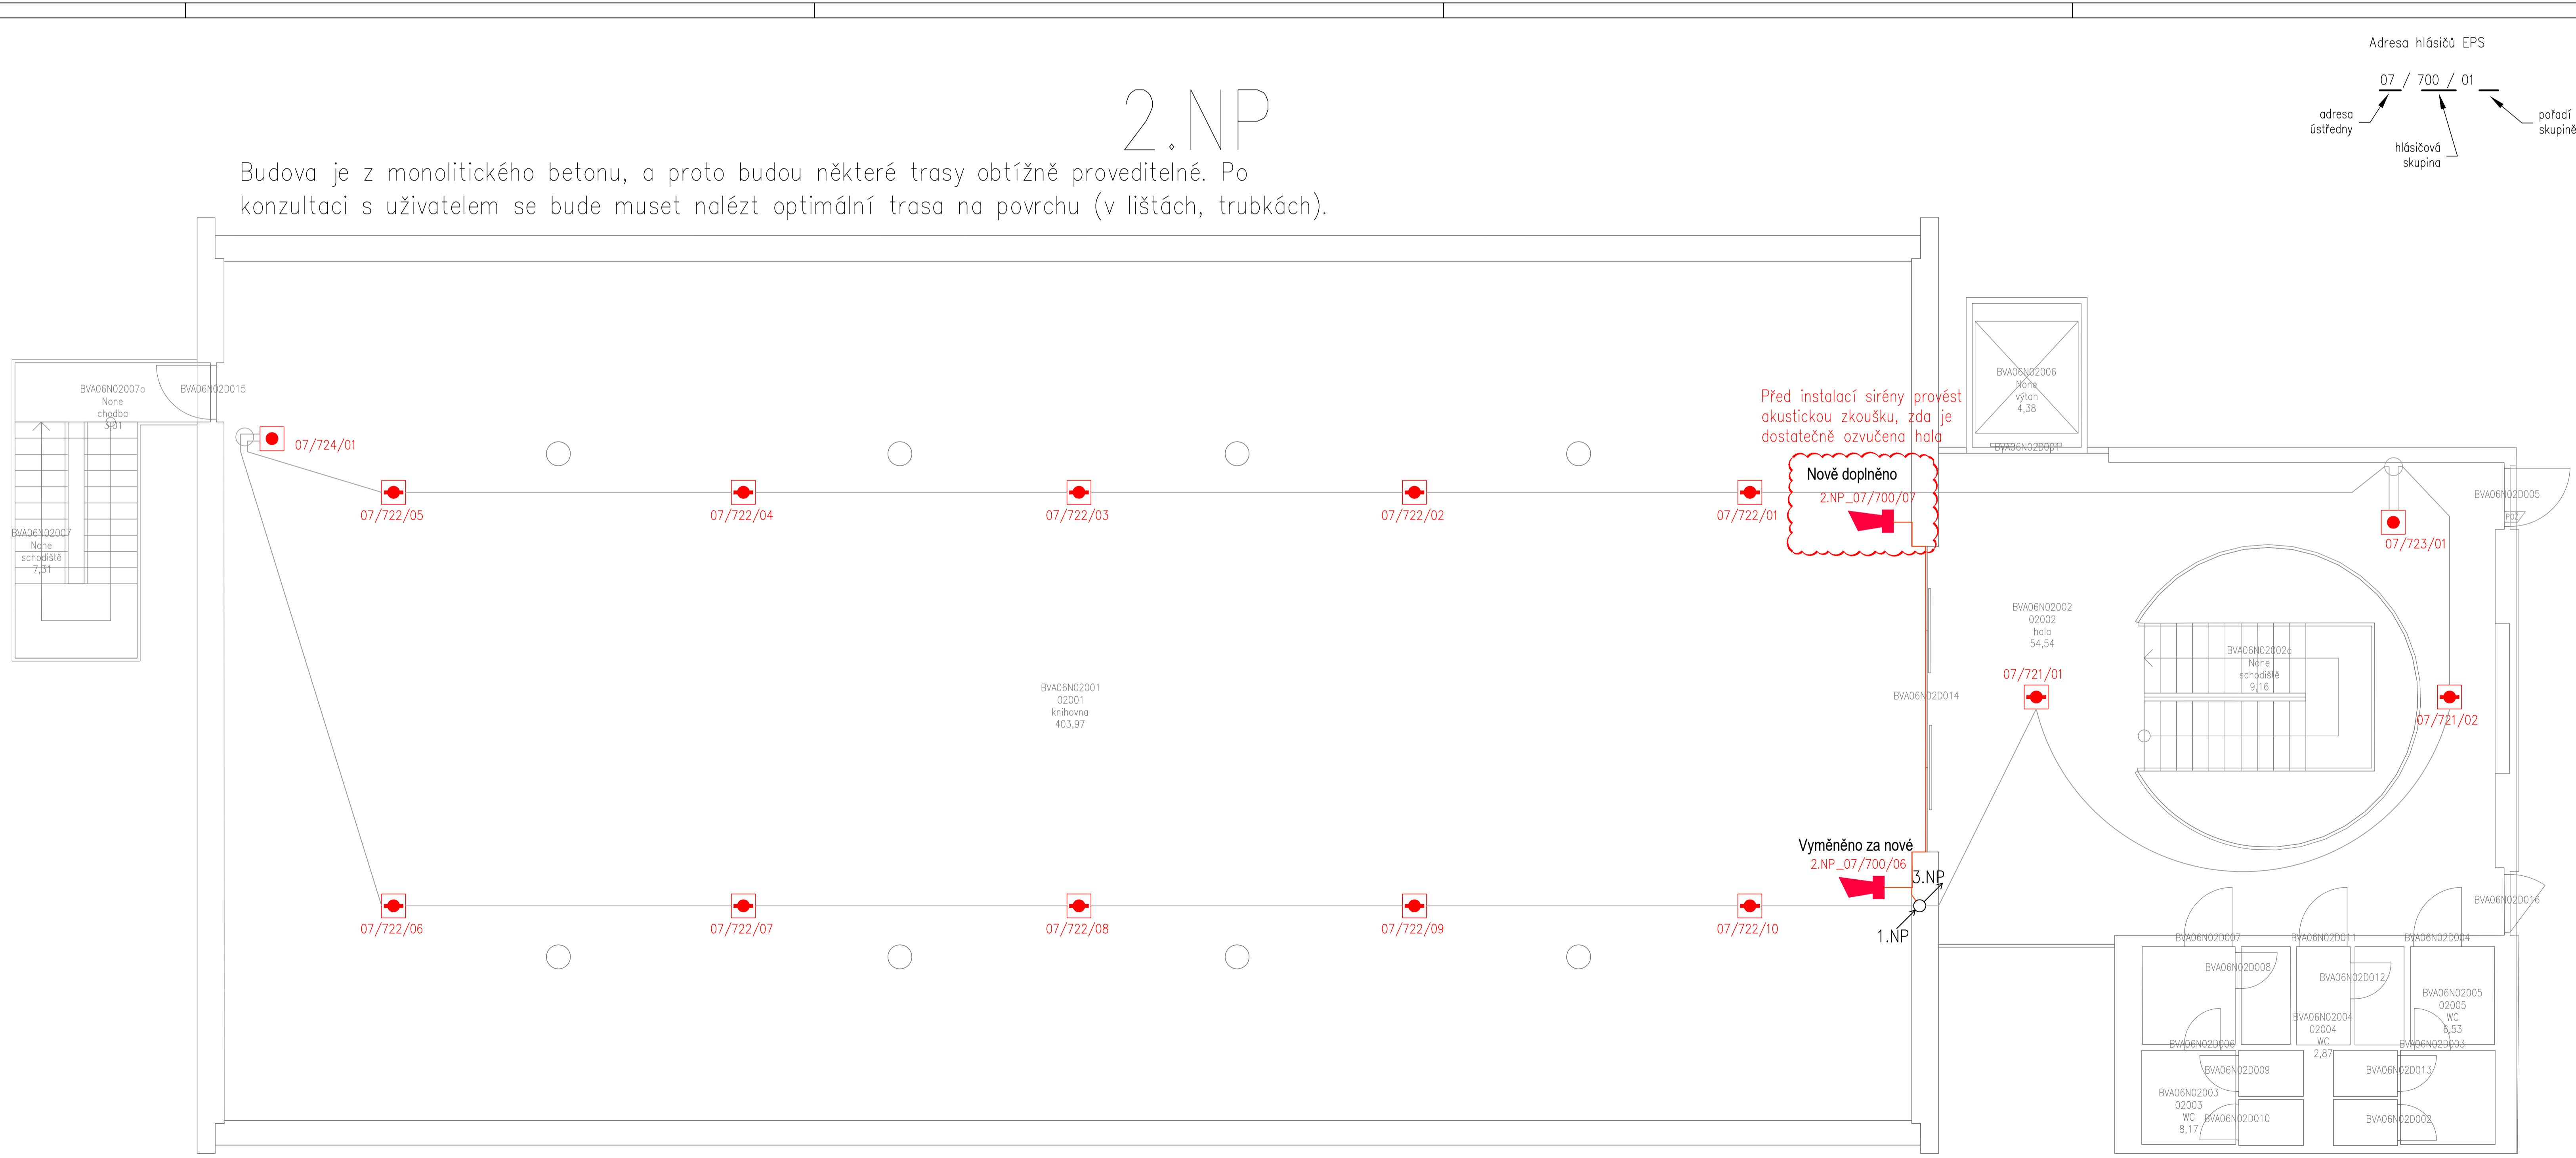 Adresa hlásičů EPS
07 / 700 / 01
adresa
ústředny
hlásičová
skupina
pořadí
skupině
2.NP
Budova je z monolitického betonu, a proto budou některé trasy obtížně proveditelné. Po
konzultaci s uživatelem se bude muset nalézt optimální trasa na povrchu (v lištách, trubkách).
BVA06N02007a
None
chodba
3,01
BVA06N02D015
BVA06N02007
None
schodiště
7,31
07/724/01
07/722/05
07/722/04
07/722/03
07/722/02
07/722/01
Před instalací sirény provést
akustickou zkoušku, zda je
dostatečně ozvučena hala
Nově doplněno
2.NP_07/700/07
BVA06N02006
None
výtah
4,38
BVA06N02D001
BVA06N02D005
P02
07/723/01
BVA06N02002
02002
hala
54,54
BVA06N02002a
None
schodiště
9,16
07/721/01
07/721/02
BVA06N02001
02001
knihovna
403,97
BVA06N02D014
Vyměněno za nové
2.NP_07/700/06
3.NP
1.NP
07/722/06
07/722/07
07/722/08
07/722/09
07/722/10
BVA06N02D016
BVA06N02D007
BVA06N02D011
BVA06N02D004
BVA06N02D008
BVA06N02D012
BVA06N02005
02005
WC
6,53
BVA06N02004
02004
WC
2,87
BVA06N02D006
BVA06N02D003
BVA06N02D009
BVA06N02D013
BVA06N02003
02003
WC
8,17
BVA06N02D010
BVA06N02D002